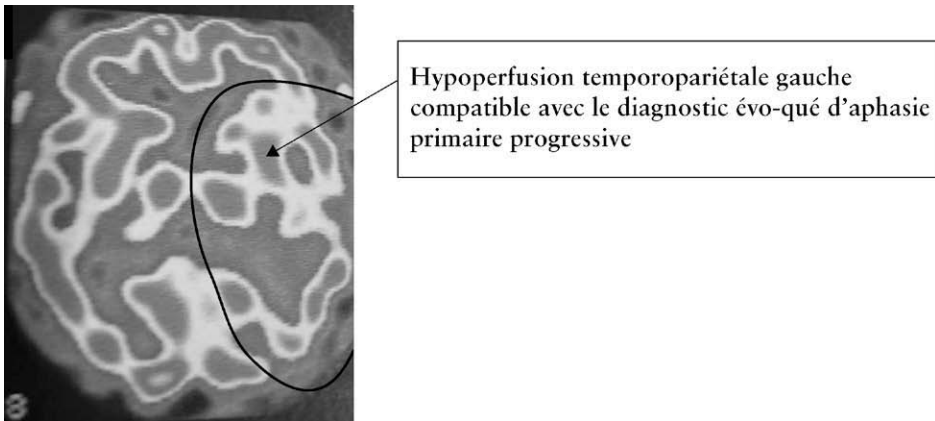 Hypoperfusion temporopariétale gauche
compatible avec le diagnostic évo-qué d'aphasie
primaire progressive
8